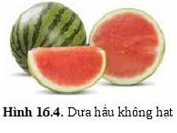 Hình 16.4. Dưa hấu không hạt